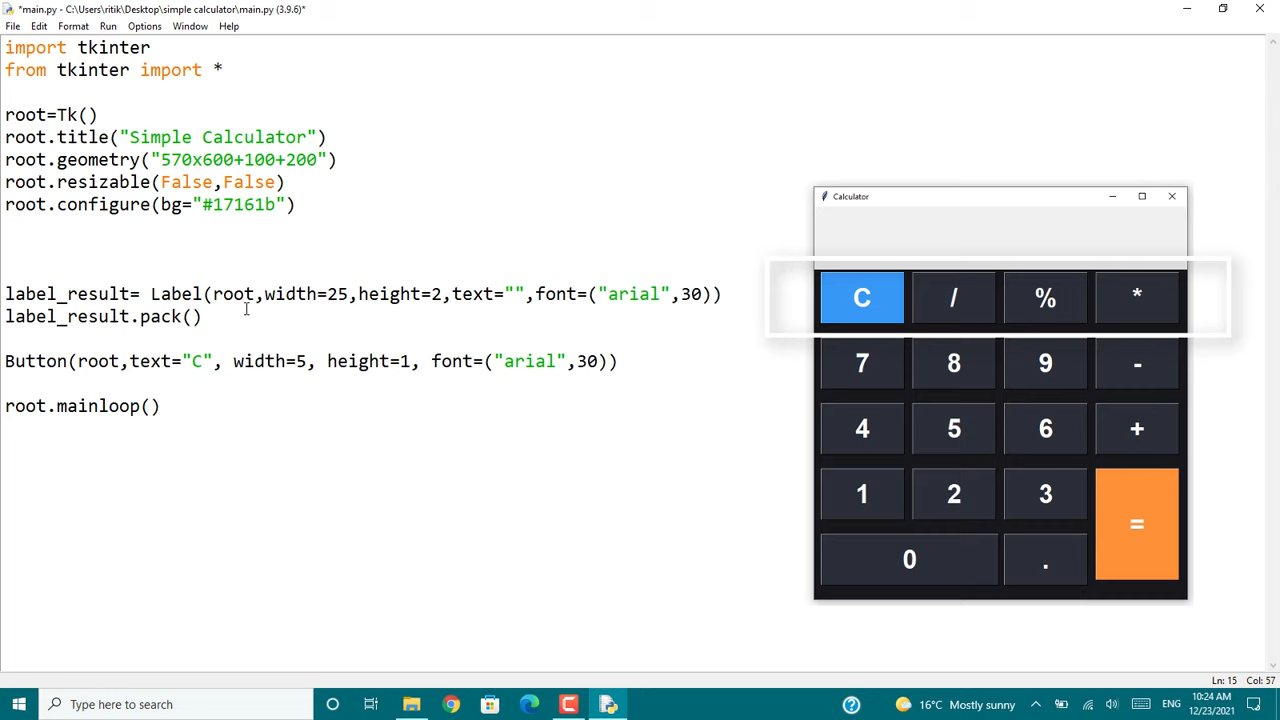 *main.py - C:\Users\ritik\Desktop\simple calculator\main.py (3.9.6)*
File Edit Format Run Options Window Help
import tkinter
from tkinter import *
root=Tk()
root.title("Simple Calculator")
root.geometry("570x600+100+200")
root.resizable(False,False)
root.configure(bg="#17161b")
label_result= Label(root,width=25,height=2,text="",font=("arial",30))
label_result.pack()
Button(root,text="C", width=5, height=1, font=("arial",30))
root.mainloop()
Calculator
C / % *
7 8 9 -
4 5 6 +
1 2 3 =
0 .
Ln: 15 Col: 57
Type here to search
16°C Mostly sunny
ENG
10:24 AM
12/23/2021